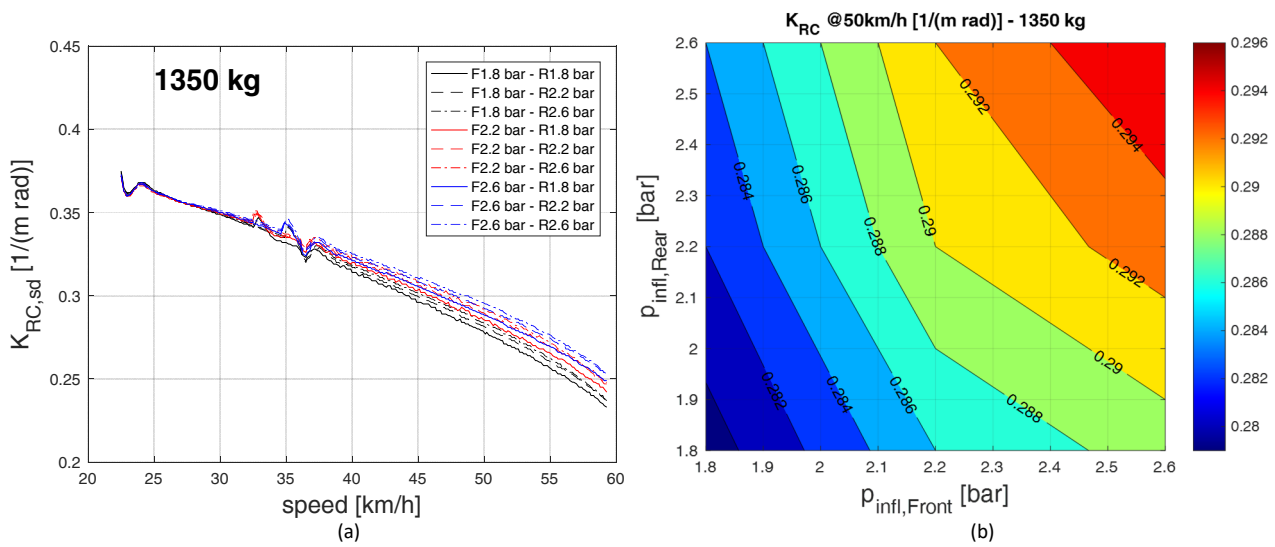 1350 kg
F1.8 bar - R1.8 bar
F1.8 bar - R2.2 bar
F1.8 bar - R2.6 bar
F2.2 bar - R1.8 bar
F2.2 bar - R2.2 bar
F2.2 bar - R2.6 bar
F2.6 bar - R1.8 bar
F2.6 bar - R2.2 bar
F2.6 bar - R2.6 bar
0.45
0.4
0.35
0.3
0.25
0.2
K_RC,sd [1/(m rad)]
20 25 30 35 40 45 50 55 60
speed [km/h]
(a)
K_RC @50km/h [1/(m rad)] - 1350 kg
2.6
2.5
2.4
2.3
2.2
2.1
2
1.9
1.8
p_infl,Rear [bar]
0.292
0.294
0.284
0.286
0.29
0.29
0.288
0.292
0.29
0.282
0.284
0.286
0.288
1.8 1.9 2 2.1 2.2 2.3 2.4 2.5 2.6
p_infl,Front [bar]
(b)
0.296
0.294
0.292
0.29
0.288
0.286
0.284
0.282
0.28